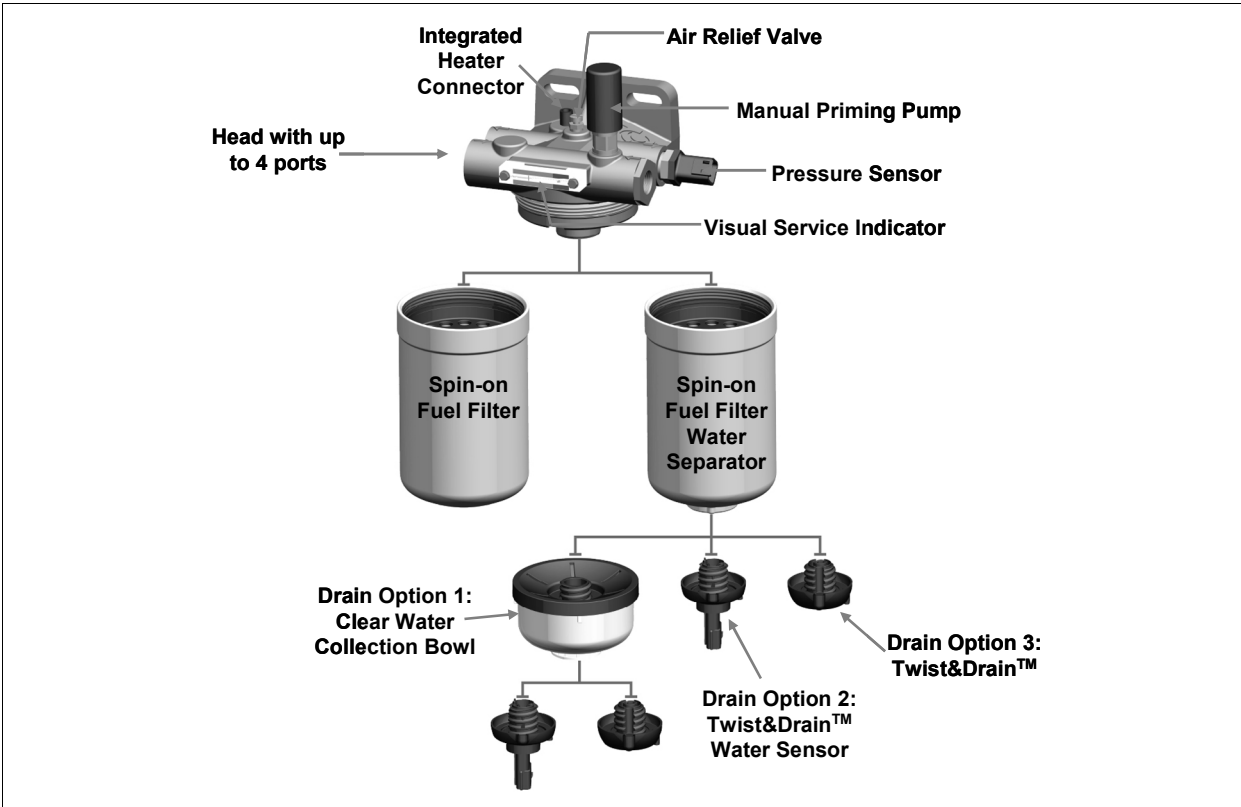 Integrated
Heater
Connector
Air Relief Valve
Manual Priming Pump
Head with up
to 4 ports
Pressure Sensor
Visual Service Indicator
Spin-on
Fuel Filter
Spin-on
Fuel Filter
Water
Separator
Drain Option 1:
Clear Water
Collection Bowl
Drain Option 3:
Twist&Drain™
Drain Option 2:
Twist&Drain™
Water Sensor